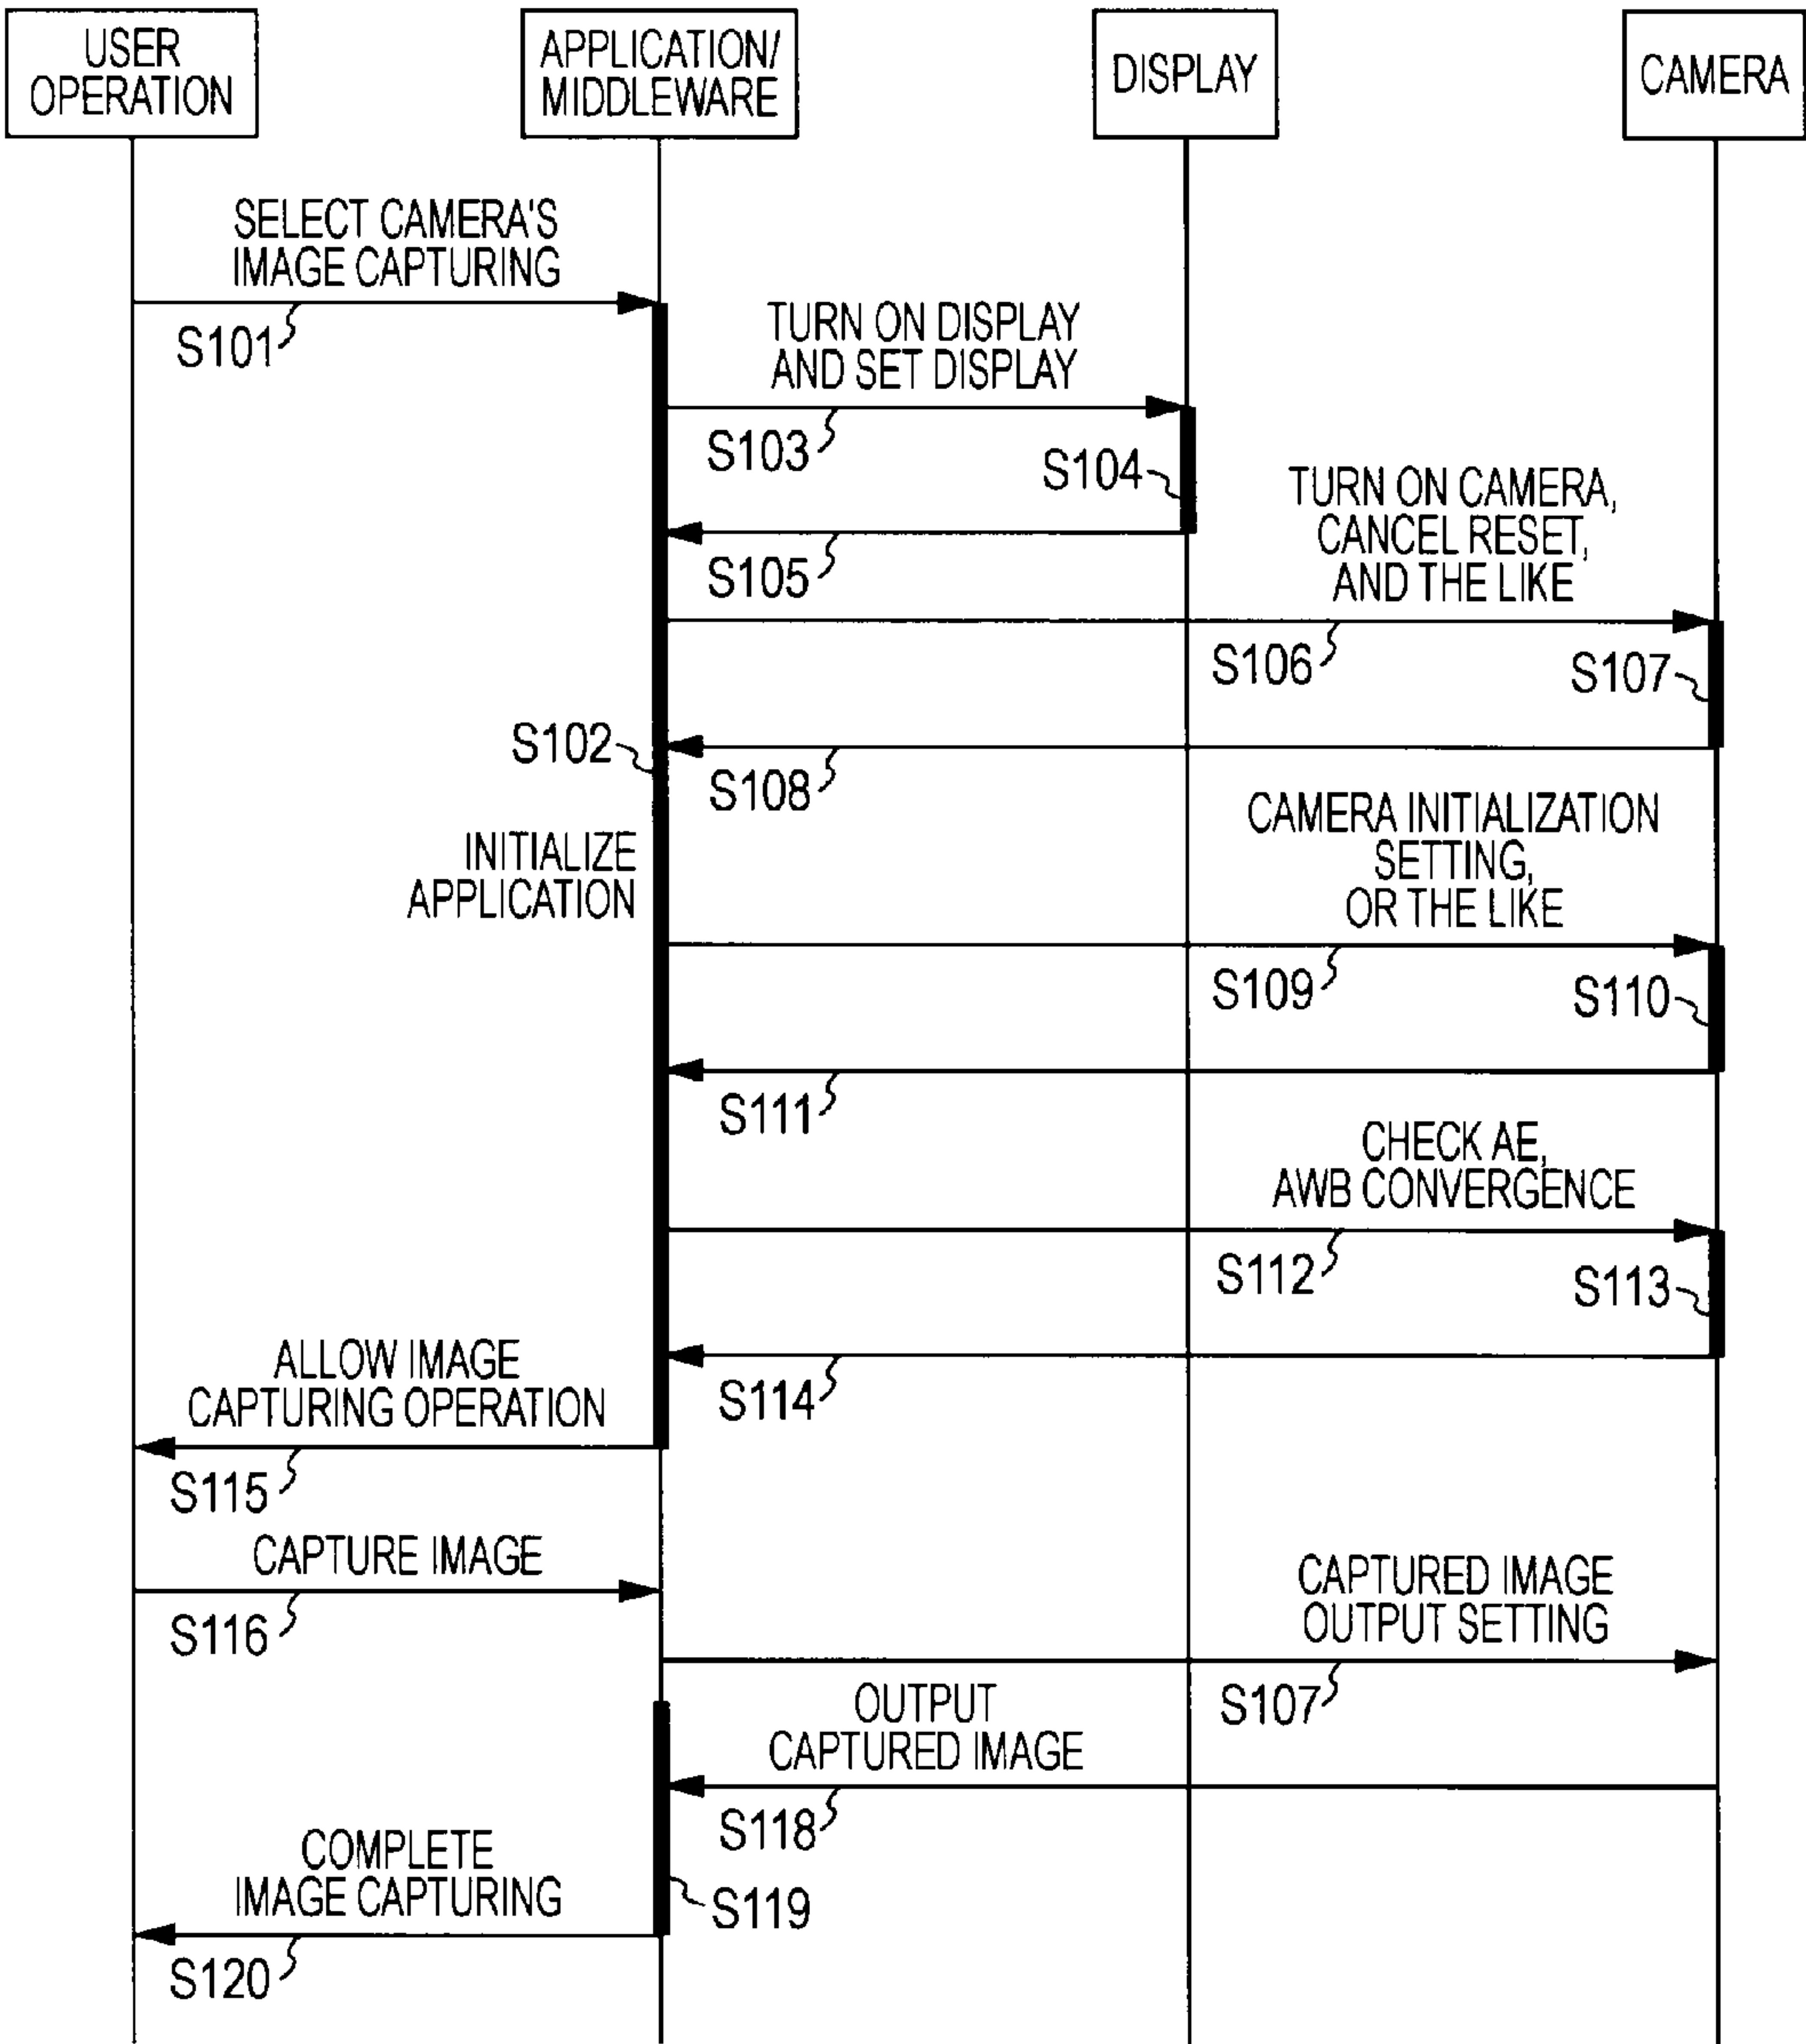 USER
OPERATION
APPLICATION/
MIDDLEWARE
DISPLAY
CAMERA
SELECT CAMERA'S
IMAGE CAPTURING
S101
TURN ON DISPLAY
AND SET DISPLAY
S103
S104
S105
TURN ON CAMERA,
CANCEL RESET,
AND THE LIKE
S106
S107
S102
S108
INITIALIZE
APPLICATION
CAMERA INITIALIZATION
SETTING,
OR THE LIKE
S109
S110
S111
CHECK AE,
AWB CONVERGENCE
S112
S113
S114
ALLOW IMAGE
CAPTURING OPERATION
S115
CAPTURE IMAGE
S116
CAPTURED IMAGE
OUTPUT SETTING
S107
OUTPUT
CAPTURED IMAGE
S118
S119
COMPLETE
IMAGE CAPTURING
S120